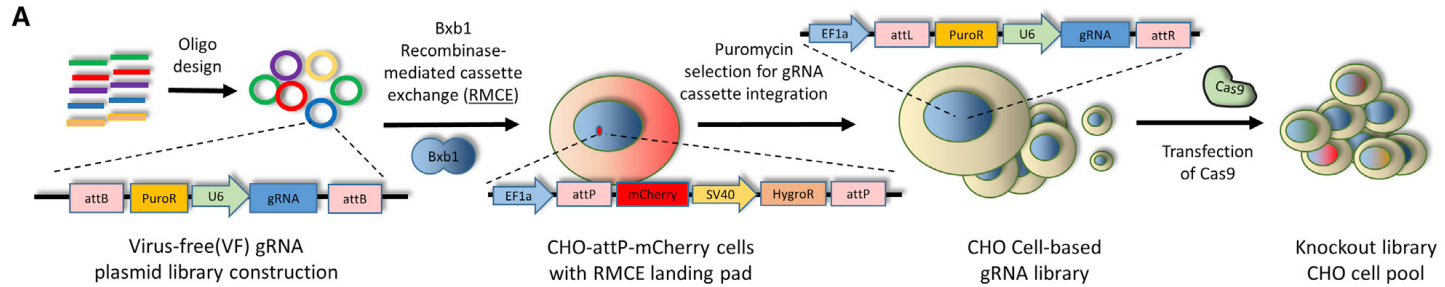 A
Oligo
design
Bxb1
Recombinase-
mediated cassette
exchange (RMCE)
Bxb1
Puromycin
selection for gRNA
cassette integration
EF1a attL PuroR U6 gRNA attR
Cas9
Transfection
of Cas9
attB PuroR U6 gRNA attB
EF1a attP mCherry SV40 HygroR attP
Virus-free(VF) gRNA
plasmid library construction
CHO-attP-mCherry cells
with RMCE landing pad
CHO Cell-based
gRNA library
Knockout library
CHO cell pool